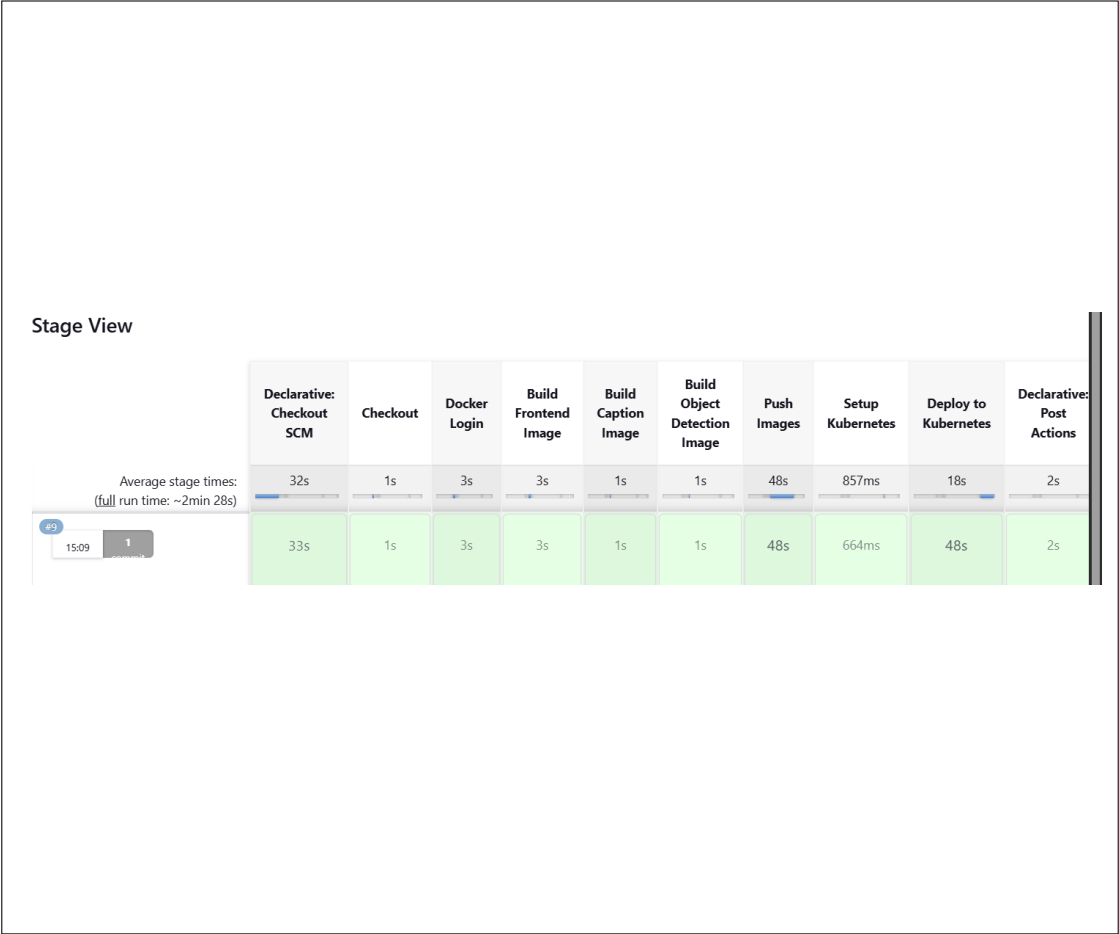 Stage View
Declarative: Checkout SCM
Checkout
Docker Login
Build Frontend Image
Build Caption Image
Build Object Detection Image
Push Images
Setup Kubernetes
Deploy to Kubernetes
Declarative: Post Actions
Average stage times:
(full run time: ~2min 28s)
32s 1s 3s 3s 1s 1s 48s 857ms 18s 2s
#9
15:09
1
commit
33s 1s 3s 3s 1s 1s 48s 664ms 48s 2s